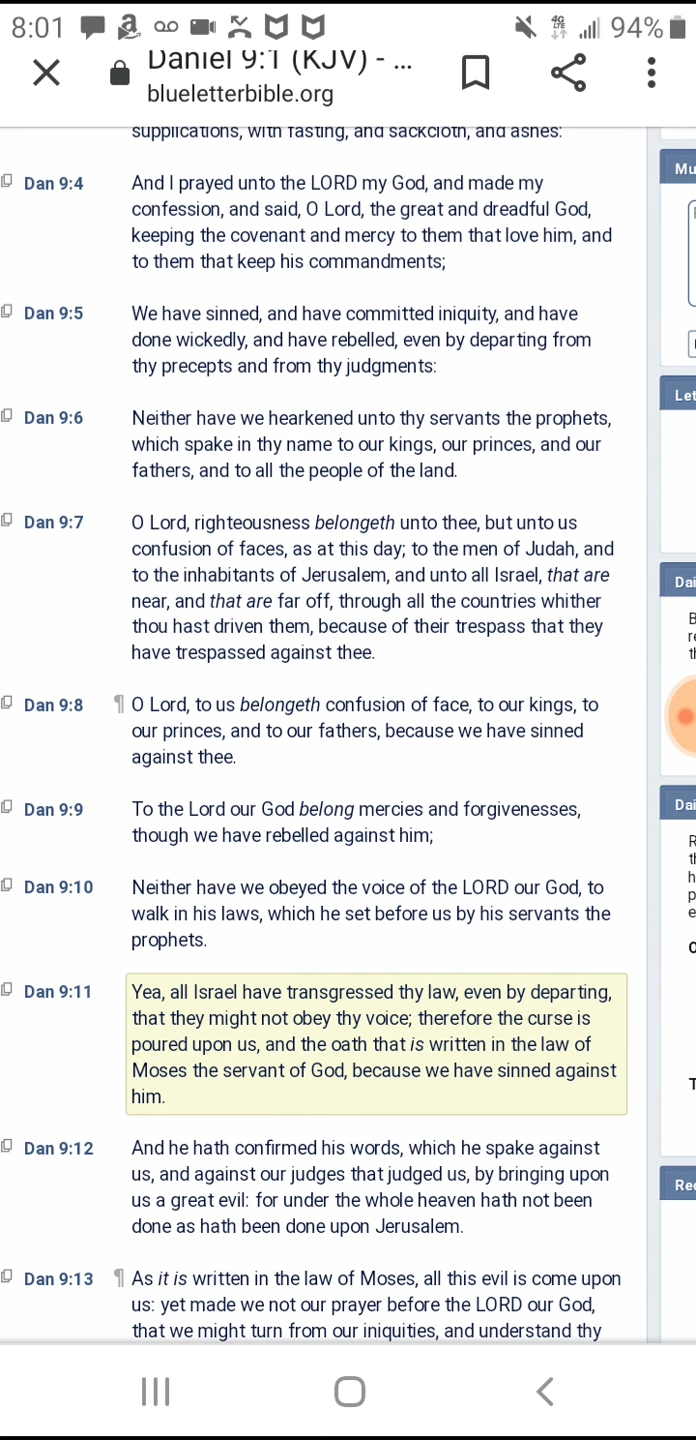 8:01
4G
LTE
94%
Daniel 9:1 (KJV) - ...
blueletterbible.org
supplications, with fasting, and sackcloth, and ashes:
Dan 9:4 And I prayed unto the LORD my God, and made my
confession, and said, O Lord, the great and dreadful God,
keeping the covenant and mercy to them that love him, and
to them that keep his commandments;
Dan 9:5 We have sinned, and have committed iniquity, and have
done wickedly, and have rebelled, even by departing from
thy precepts and from thy judgments:
Dan 9:6 Neither have we hearkened unto thy servants the prophets,
which spake in thy name to our kings, our princes, and our
fathers, and to all the people of the land.
Dan 9:7 O Lord, righteousness belongeth unto thee, but unto us
confusion of faces, as at this day; to the men of Judah, and
to the inhabitants of Jerusalem, and unto all Israel, that are
near, and that are far off, through all the countries whither
thou hast driven them, because of their trespass that they
have trespassed against thee.
Dan 9:8 ¶ O Lord, to us belongeth confusion of face, to our kings, to
our princes, and to our fathers, because we have sinned
against thee.
Dan 9:9 To the Lord our God belong mercies and forgivenesses,
though we have rebelled against him;
Dan 9:10 Neither have we obeyed the voice of the LORD our God, to
walk in his laws, which he set before us by his servants the
prophets.
Dan 9:11 Yea, all Israel have transgressed thy law, even by departing,
that they might not obey thy voice; therefore the curse is
poured upon us, and the oath that is written in the law of
Moses the servant of God, because we have sinned against
him.
Dan 9:12 And he hath confirmed his words, which he spake against
us, and against our judges that judged us, by bringing upon
us a great evil: for under the whole heaven hath not been
done as hath been done upon Jerusalem.
Dan 9:13 ¶ As it is written in the law of Moses, all this evil is come upon
us: yet made we not our prayer before the LORD our God,
that we might turn from our iniquities, and understand thy
Mu
Let
Dai
Dai
Rec